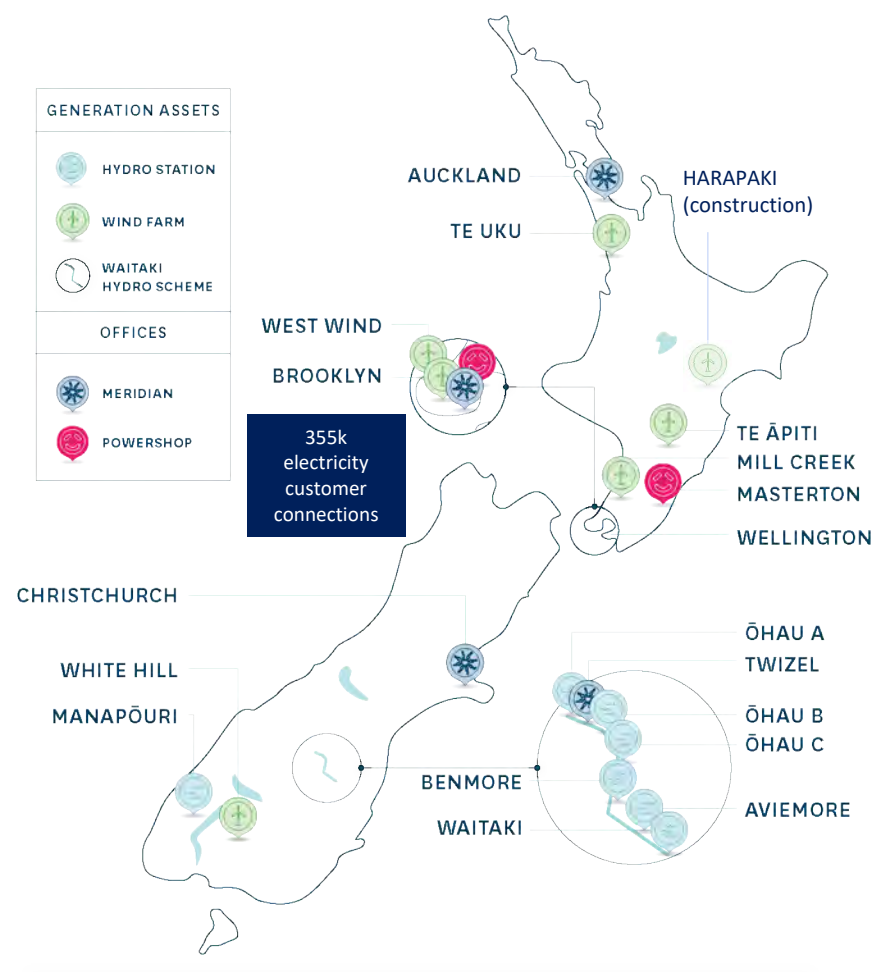 GENERATION ASSETS
HYDRO STATION
WIND FARM
WAITAKI
HYDRO SCHEME
OFFICES
MERIDIAN
POWERSHOP
AUCKLAND
HARAPAKI
(construction)
TE UKU
WEST WIND
BROOKLYN
355k
electricity
customer
connections
TE ĀPITI
MILL CREEK
MASTERTON
WELLINGTON
CHRISTCHURCH
WHITE HILL
MANAPŌURI
ŌHAU A
TWIZEL
ŌHAU B
ŌHAU C
BENMORE
AVIEMORE
WAITAKI